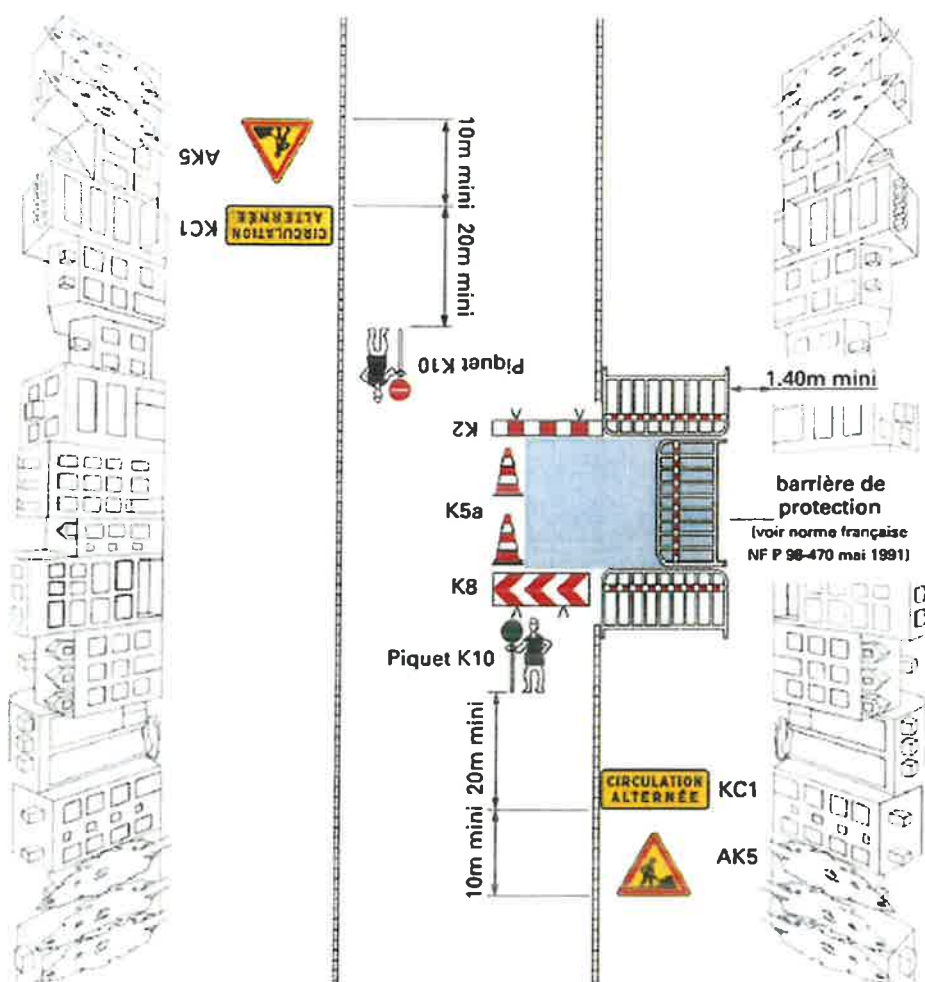 AK5
10m mini
KC1
CIRCULATION
ALTERNÉE
20m mini
Piquet K10
1.40m mini
K2
K5a
barrière de
protection
(voir norme française
NF P 98-470 mai 1991)
K8
Piquet K10
20m mini
CIRCULATION
ALTERNÉE
KC1
10m mini
AK5